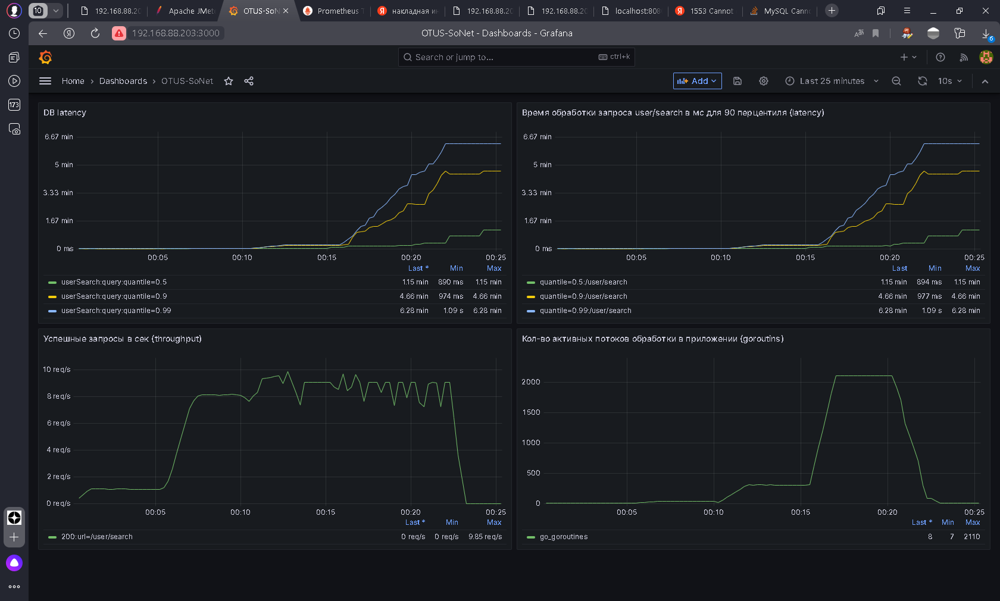 10
192.168.88.20
Apache JMet
OTUS-SoN
Prometheus T
накладная ин
192.168.88.20
192.168.88.20
localhost:808
1553 Cannot
MySQL Canno
192.168.88.203:3000
OTUS-SoNet - Dashboards - Grafana
6
173
Search or jump to...
ctrl+k
Home
Dashboards
OTUS-SoNet
Add
Last 25 minutes
10s
DB latency
6.67 min
5 min
3.33 min
1.67 min
0 ms
00:05 00:10 00:15 00:20 00:25
Last * Min Max
userSearch:query:quantile=0.5 1.15 min 890 ms 1.15 min
userSearch:query:quantile=0.9 4.66 min 974 ms 4.66 min
userSearch:query:quantile=0.99 6.28 min 1.09 s 6.28 min
Время обработки запроса user/search в мс для 90 перцентиля (latency)
6.67 min
5 min
3.33 min
1.67 min
0 ms
00:05 00:10 00:15 00:20 00:25
Last Min Max
quantile=0.5:/user/search 1.15 min 894 ms 1.15 min
quantile=0.9:/user/search 4.66 min 977 ms 4.66 min
quantile=0.99:/user/search 6.28 min 1.09 s 6.28 min
Успешные запросы в сек (throughput)
10 req/s
8 req/s
6 req/s
4 req/s
2 req/s
0 req/s
00:05 00:10 00:15 00:20 00:25
Last * Min Max
200:url=/user/search 0 req/s 0 req/s 9.85 req/s
Кол-во активных потоков обработки в приложении (goroutins)
2000
1500
1000
500
0
00:05 00:10 00:15 00:20 00:25
Last * Min Max
go_goroutines 8 7 2110